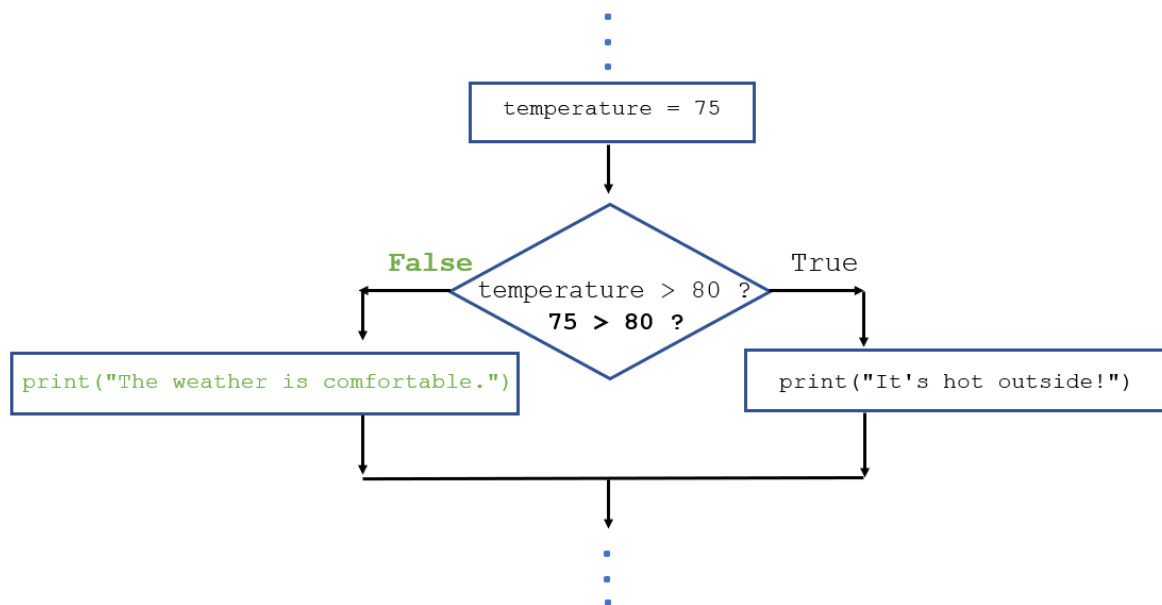 temperature = 75
False
True
temperature > 80 ?
75 > 80 ?
print("The weather is comfortable.")
print("It's hot outside!")